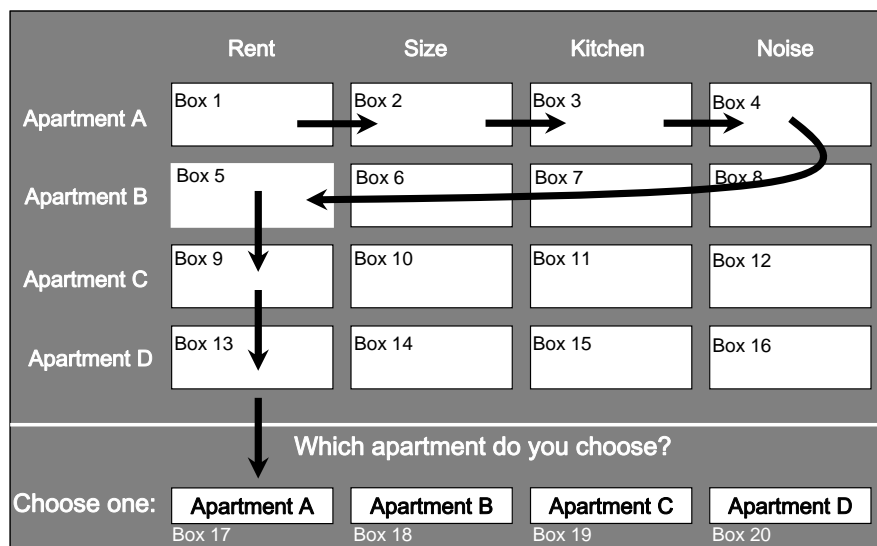 Rent Size Kitchen Noise
Apartment A Box 1 Box 2 Box 3 Box 4
Apartment B Box 5 Box 6 Box 7 Box 8
Apartment C Box 9 Box 10 Box 11 Box 12
Apartment D Box 13 Box 14 Box 15 Box 16
Which apartment do you choose?
Choose one: Apartment A Apartment B Apartment C Apartment D
Box 17 Box 18 Box 19 Box 20